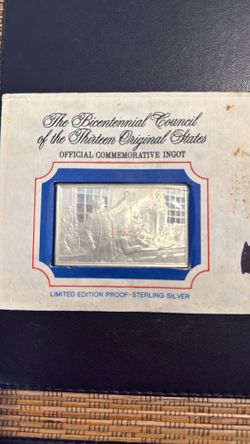 The Bicentennial Council
of the Thirteen Original States
OFFICIAL COMMEMORATIVE INGOT
LIMITED EDITION PROOF-STERLING SILVER